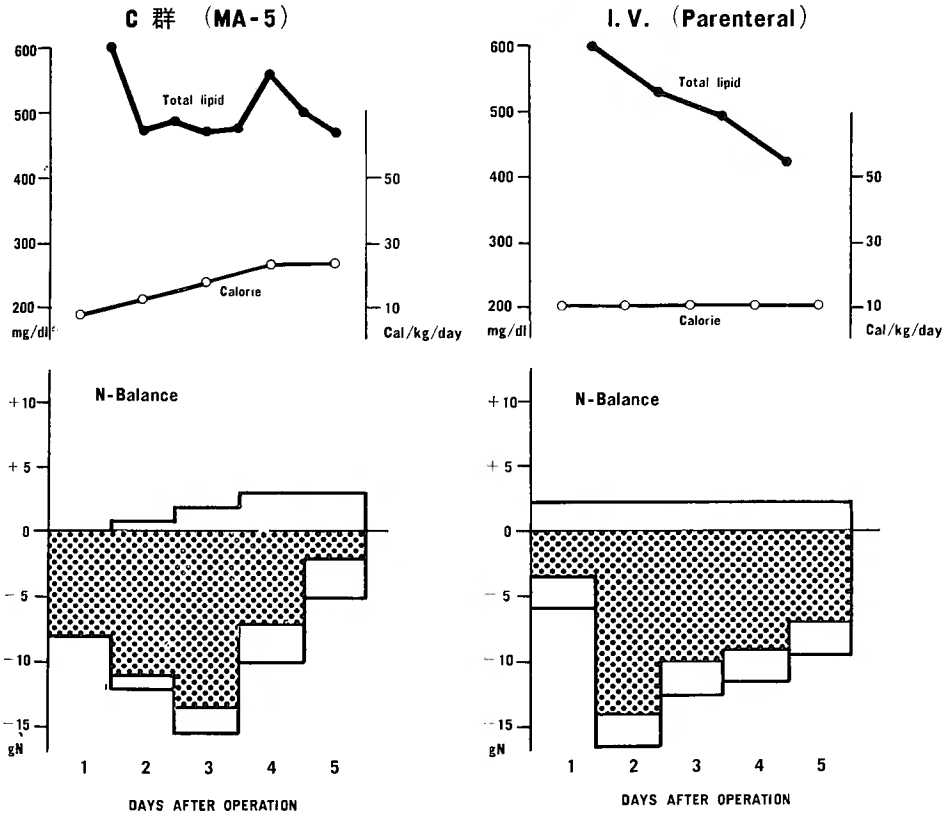 C 群 (MA-5)
600
500
400
300
200
mg/dl
Total lipid
Calorie
50
30
10
Cal/kg/day
I.V. (Parenteral)
600
500
400
300
200
mg/dl
Total lipid
Calorie
50
30
10
Cal/kg/day
N-Balance
+10
+5
0
-5
-10
-15
gN
1 2 3 4 5
DAYS AFTER OPERATION
N-Balance
+10
+5
0
-5
-10
-15
gN
1 2 3 4 5
DAYS AFTER OPERATION